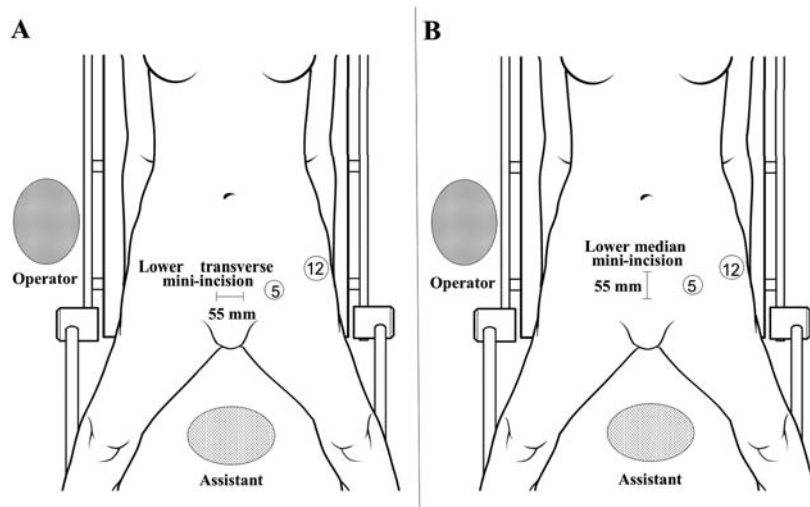 A
Operator
Lower transverse
mini-incision
12
5
55 mm
Assistant
B
Operator
Lower median
mini-incision
12
5
55 mm
Assistant